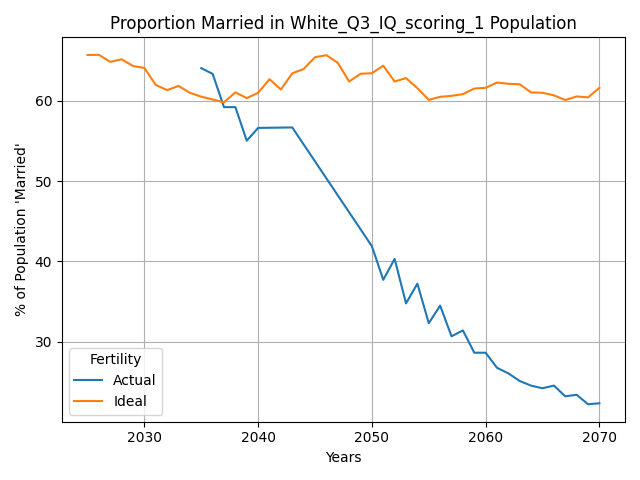 Proportion Married in White_Q3_IQ_scoring_1 Population
% of Population 'Married'
60
50
40
30
Fertility
Actual
Ideal
2030 2040 2050 2060 2070
Years